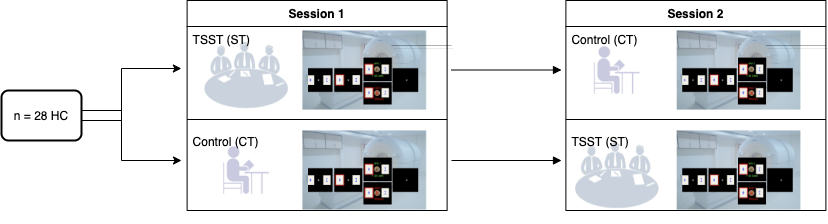 Session 1
Session 2
TSST (ST)
Control (CT)
n = 28 HC
Control (CT)
TSST (ST)